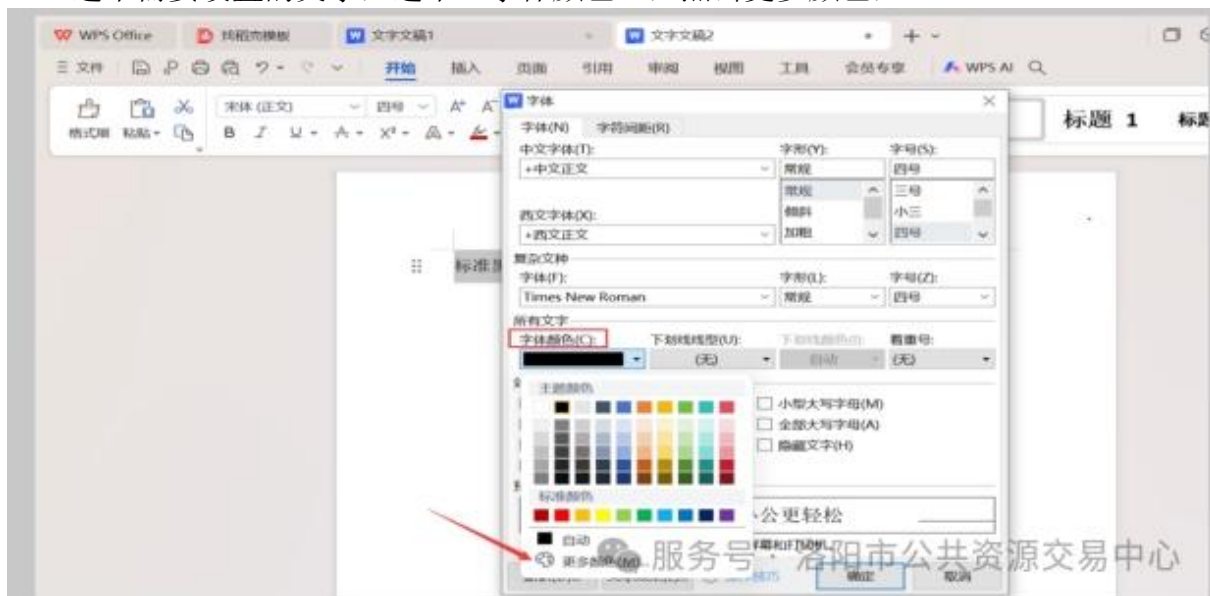 WPS Office 找稻壳模板 文字文稿1 文字文稿2
文件 开始 插入 页面 引用 审阅 视图 工具 会员专享 WPS AI
宋体 (正文) 四号 A+ A-
格式刷 粘贴 B I U A X² A
标题 1 标题
字体
字体(N) 字符间距(R)
中文字体(T): 字形(Y): 字号(S):
+中文正文 常规 四号
常规 三号
倾斜 小三
西文字体(X):
+西文正文 加粗 四号
标准
复杂文种
字体(F): 字形(L): 字号(Z):
Times New Roman 常规 四号
所有文字
字体颜色(C): 下划线线型(U): 下划线颜色(I): 着重号:
(无) 自动 (无)
主题颜色
小型大写字母(M)
全部大写字母(A)
隐藏文字(H)
标准颜色
公更轻松
自动
更多颜色(M)...
服务号 · 洛阳市公共资源交易中心
确定 取消